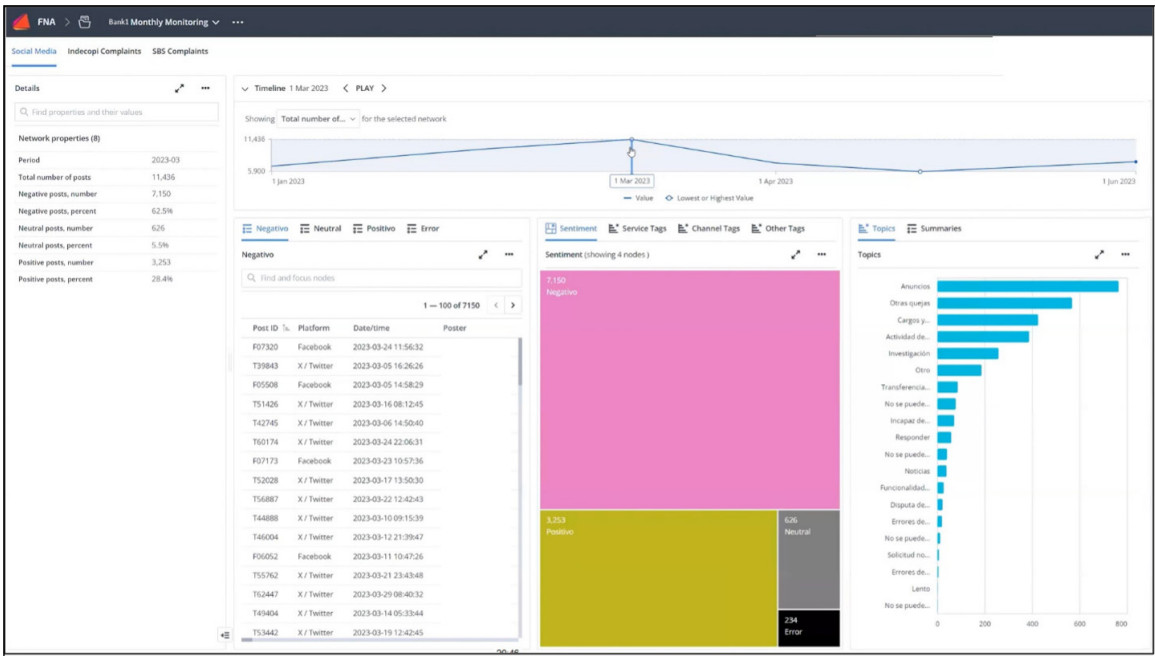 FNA > Bank1 Monthly Monitoring
Social Media Indecopi Complaints SBS Complaints
Details
Find properties and their values
Network properties (8)
Period 2023-03
Total number of posts 11,436
Negative posts, number 7,150
Negative posts, percent 62.5%
Neutral posts, number 626
Neutral posts, percent 5.5%
Positive posts, number 3,253
Positive posts, percent 28.4%
Timeline 1 Mar 2023 < PLAY >
Showing Total number of... for the selected network
11,436
5,900
1 Jan 2023 1 Mar 2023 1 Apr 2023 1 Jun 2023
Value Lowest or Highest Value
Negativo Neutral Positivo Error
Negativo
Find and focus nodes
1 — 100 of 7150 < >
Post ID Platform Date/time Poster
F07320 Facebook 2023-03-24 11:56:32
T39843 X / Twitter 2023-03-05 16:26:26
F05508 Facebook 2023-03-05 14:58:29
T51426 X / Twitter 2023-03-16 08:12:45
T42745 X / Twitter 2023-03-06 14:50:40
T60174 X / Twitter 2023-03-24 22:06:31
F07173 Facebook 2023-03-23 10:57:36
T52028 X / Twitter 2023-03-17 13:50:30
T56887 X / Twitter 2023-03-22 12:42:43
T44888 X / Twitter 2023-03-10 09:15:39
T46004 X / Twitter 2023-03-12 21:39:47
F06052 Facebook 2023-03-11 10:47:26
T55762 X / Twitter 2023-03-21 23:43:48
T62447 X / Twitter 2023-03-29 08:40:32
T49404 X / Twitter 2023-03-14 05:33:44
T53442 X / Twitter 2023-03-19 12:42:45
Sentiment Service Tags Channel Tags Other Tags
Sentiment (showing 4 nodes )
7,150
Negativo
3,253
Positivo
626
Neutral
234
Error
Topics Summaries
Topics
Anuncios
Otras quejas
Cargos y...
Actividad de...
Investigación
Otro
Transferencia...
No se puede...
Incapaz de...
Responder
No se puede...
Noticias
Funcionalidad...
Disputa de...
Errores de...
No se puede...
Solicitud no...
Errores de...
Lento
No se puede...
0 200 400 600 800